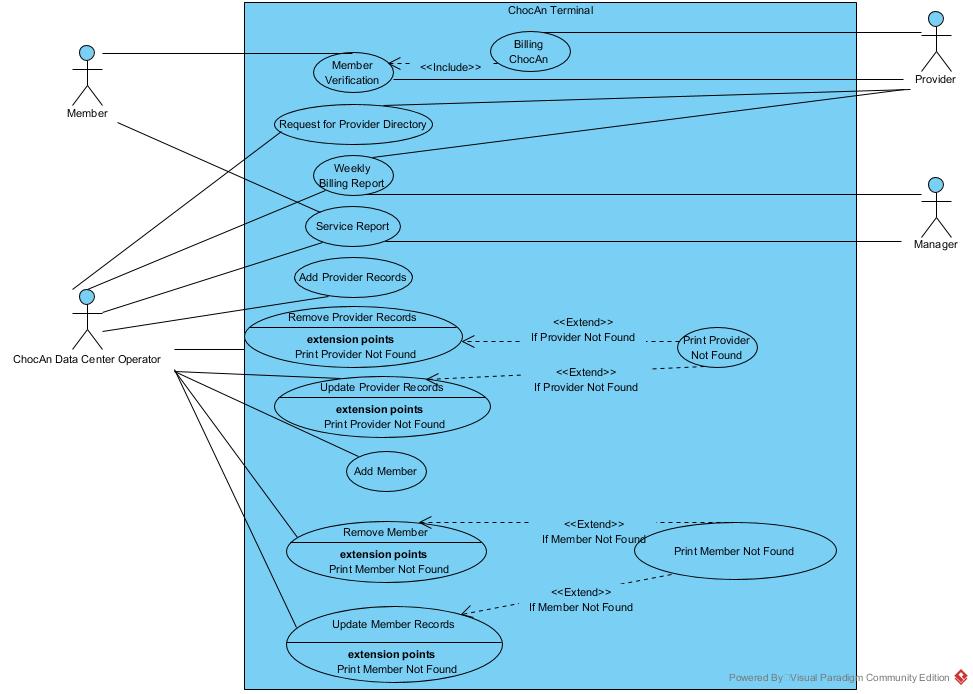 ChocAn Terminal
Billing
ChocAn
Member
Verification
<<Include>>
Provider
Member
Request for Provider Directory
Weekly
Billing Report
Service Report
Manager
Add Provider Records
Remove Provider Records
extension points
Print Provider Not Found
<<Extend>>
If Provider Not Found
Print Provider
Not Found
ChocAn Data Center Operator
<<Extend>>
If Provider Not Found
Update Provider Records
extension points
Print Provider Not Found
Add Member
Remove Member
extension points
Print Member Not Found
<<Extend>>
If Member Not Found
Print Member Not Found
<<Extend>>
If Member Not Found
Update Member Records
extension points
Print Member Not Found
Powered By Visual Paradigm Community Edition